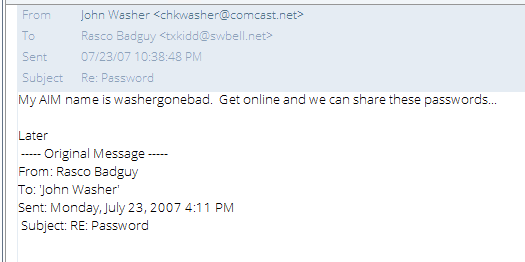 From John Washer <chkwasher@comcast.net>
To Rasco Badguy <txkidd@swbell.net>
Sent 07/23/07 10:38:48 PM
Subject Re: Password
My AIM name is washergonebad. Get online and we can share these passwords...
Later
----- Original Message -----
From: Rasco Badguy
To: 'John Washer'
Sent: Monday, July 23, 2007 4:11 PM
Subject: RE: Password